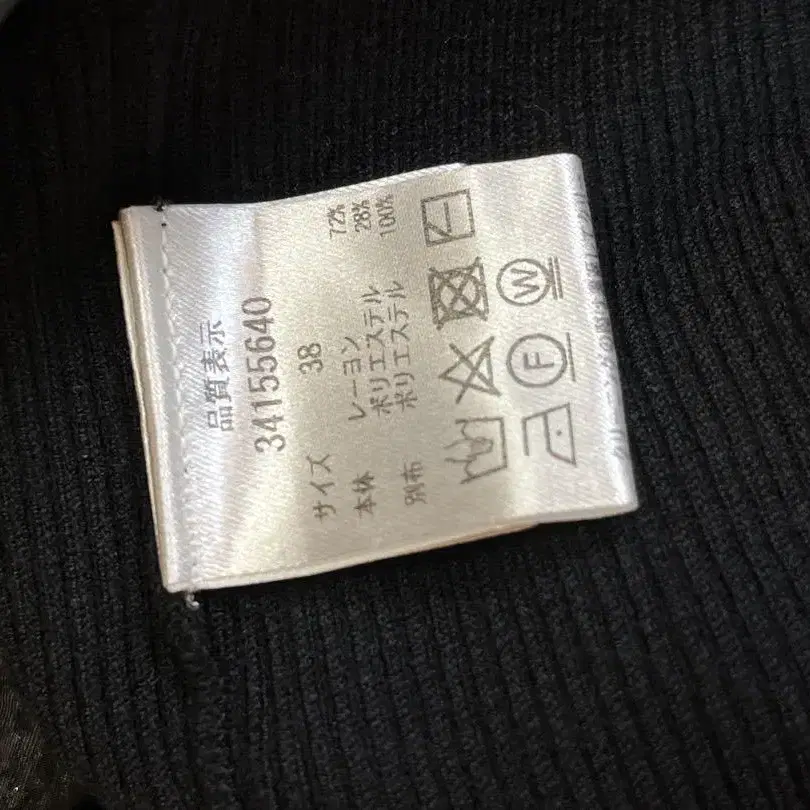 品質表示
34155640
サイズ 38
本体 レーヨン 72%
ポリエステル 28%
別布 ポリエステル 100%
F W